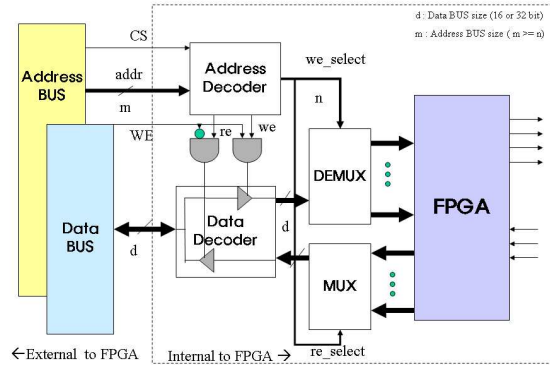 d : Data BUS size (16 or 32 bit)
m : Address BUS size ( m >= n)
CS
Address
BUS
addr
m
Address
Decoder
we_select
n
WE
re
we
DEMUX
FPGA
Data
BUS
d
Data
Decoder
d
MUX
re_select
←External to FPGA
Internal to FPGA →